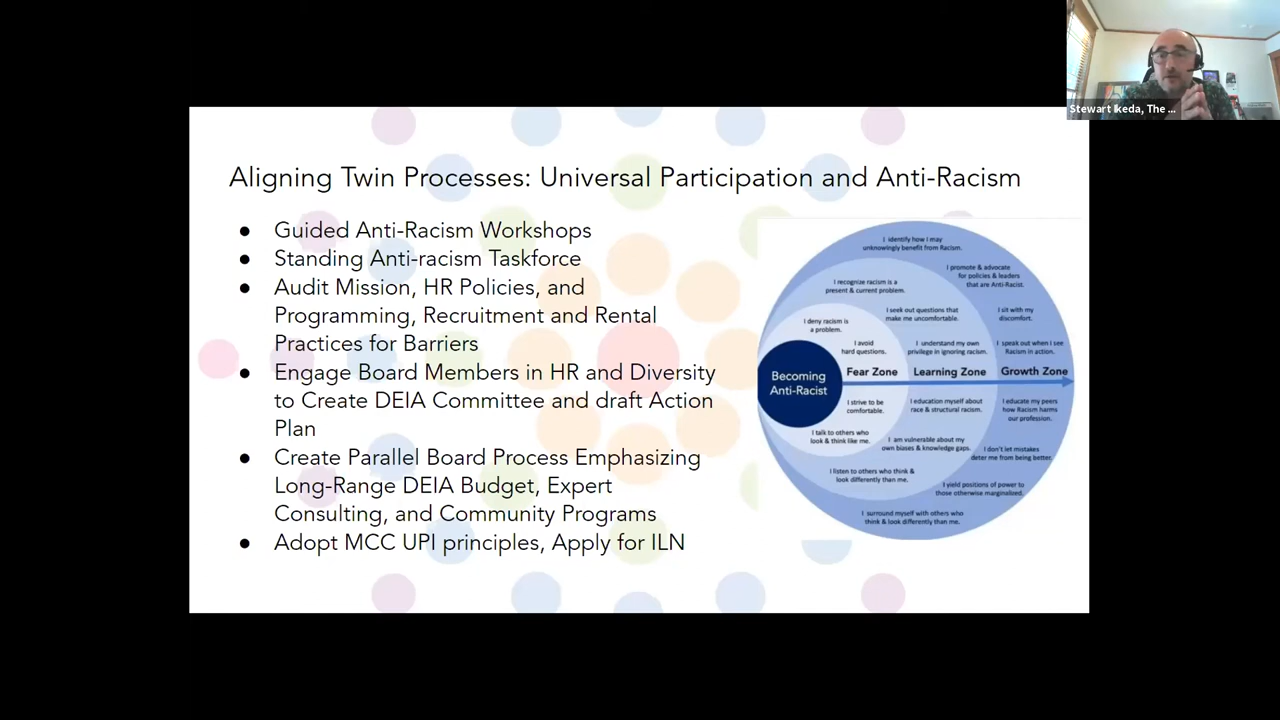 Stewart Ikeda, The ...
Aligning Twin Processes: Universal Participation and Anti-Racism
● Guided Anti-Racism Workshops
● Standing Anti-racism Taskforce
● Audit Mission, HR Policies, and
Programming, Recruitment and Rental
Practices for Barriers
● Engage Board Members in HR and Diversity
to Create DEIA Committee and draft Action
Plan
● Create Parallel Board Process Emphasizing
Long-Range DEIA Budget, Expert
Consulting, and Community Programs
● Adopt MCC UPI principles, Apply for ILN
Becoming
Anti-Racist
Fear Zone
I deny racism is
a problem.
I avoid
hard questions.
I strive to be
comfortable.
I talk to others who
look & think like me.
Learning Zone
I recognize racism is a
present & current problem.
I seek out questions that
make me uncomfortable.
I understand my own
privilege in ignoring racism.
I education myself about
race & structural racism.
I am vulnerable about my
own biases & knowledge gaps.
I listen to others who think &
look differently than me.
Growth Zone
I identify how I may
unknowingly benefit from Racism.
I promote & advocate
for policies & leaders
that are Anti-Racist.
I sit with my
discomfort.
I speak out when I see
Racism in action.
I educate my peers
how Racism harms
our profession.
I don't let mistakes
deter me from being better.
I yield positions of power to
those otherwise marginalized.
I surround myself with others who
think & look differently than me.